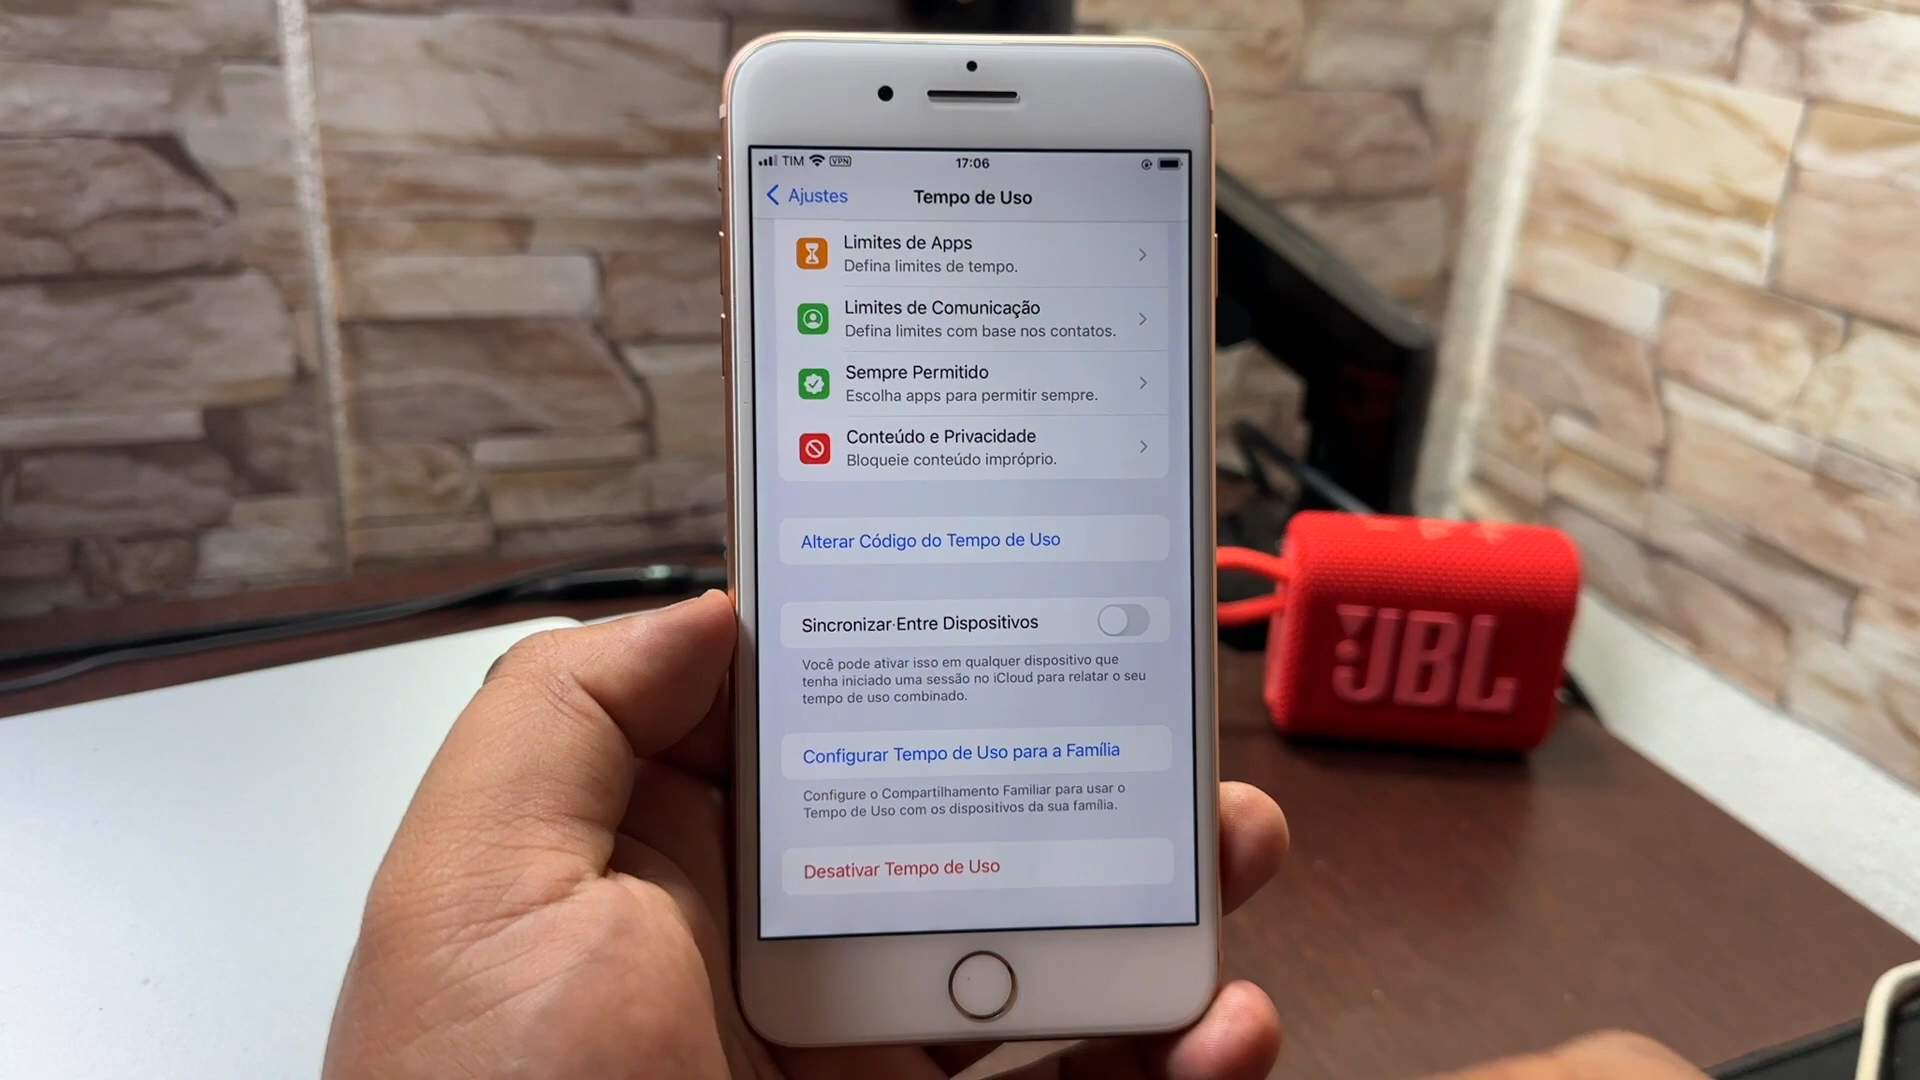 TIM VPN 17:06
Ajustes Tempo de Uso
Limites de Apps
Defina limites de tempo.
Limites de Comunicação
Defina limites com base nos contatos.
Sempre Permitido
Escolha apps para permitir sempre.
Conteúdo e Privacidade
Bloqueie conteúdo impróprio.
Alterar Código do Tempo de Uso
Sincronizar Entre Dispositivos
Você pode ativar isso em qualquer dispositivo que
tenha iniciado uma sessão no iCloud para relatar o seu
tempo de uso combinado.
Configurar Tempo de Uso para a Família
Configure o Compartilhamento Familiar para usar o
Tempo de Uso com os dispositivos da sua família.
Desativar Tempo de Uso
JBL